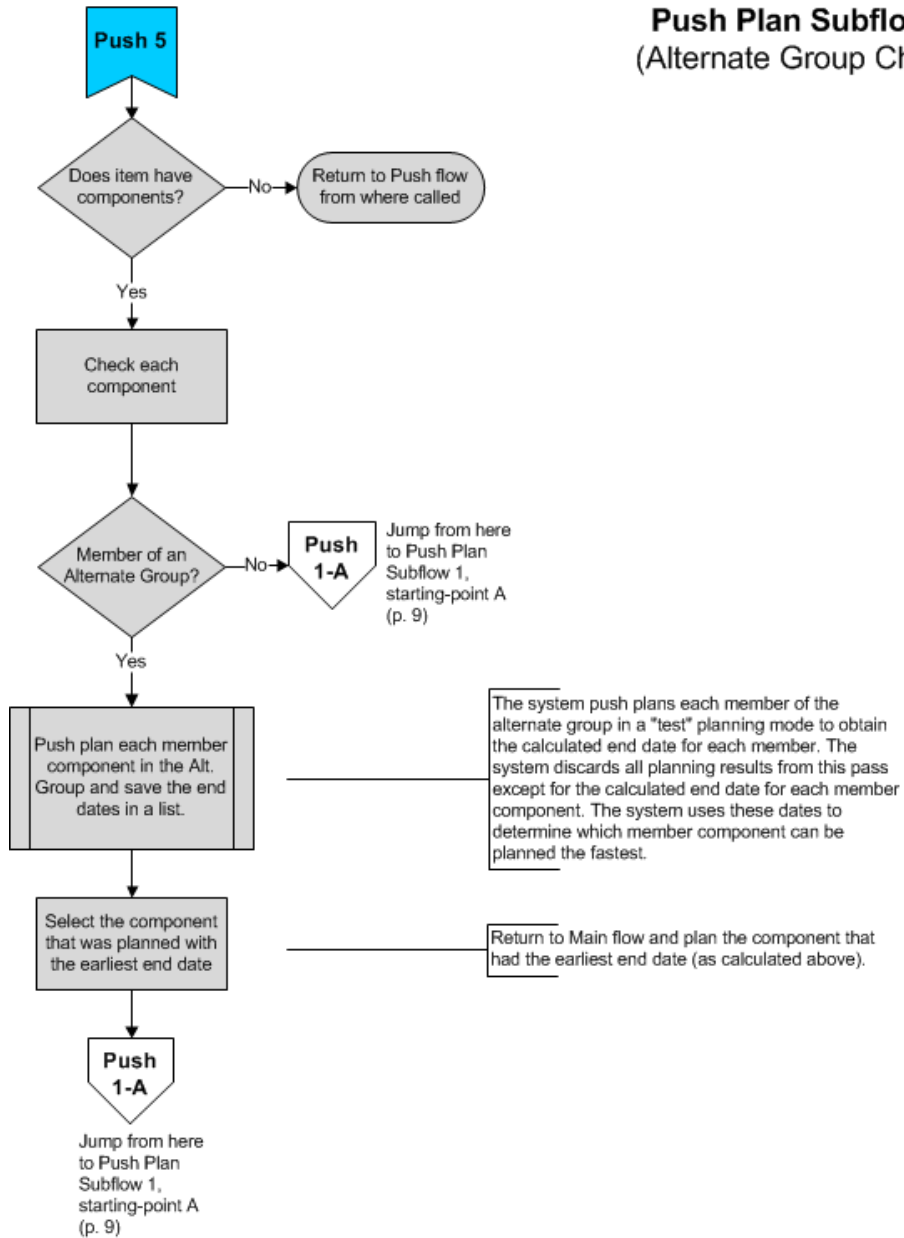 Push Plan Subflo
(Alternate Group Ch
Push 5
Does item have
components?
No
Return to Push flow
from where called
Yes
Check each
component
Member of an
Alternate Group?
No
Push
1-A
Jump from here
to Push Plan
Subflow 1,
starting-point A
(p. 9)
Yes
Push plan each member
component in the Alt.
Group and save the end
dates in a list.
The system push plans each member of the
alternate group in a "test" planning mode to obtain
the calculated end date for each member. The
system discards all planning results from this pass
except for the calculated end date for each member
component. The system uses these dates to
determine which member component can be
planned the fastest.
Select the component
that was planned with
the earliest end date
Return to Main flow and plan the component that
had the earliest end date (as calculated above).
Push
1-A
Jump from here
to Push Plan
Subflow 1,
starting-point A
(p. 9)